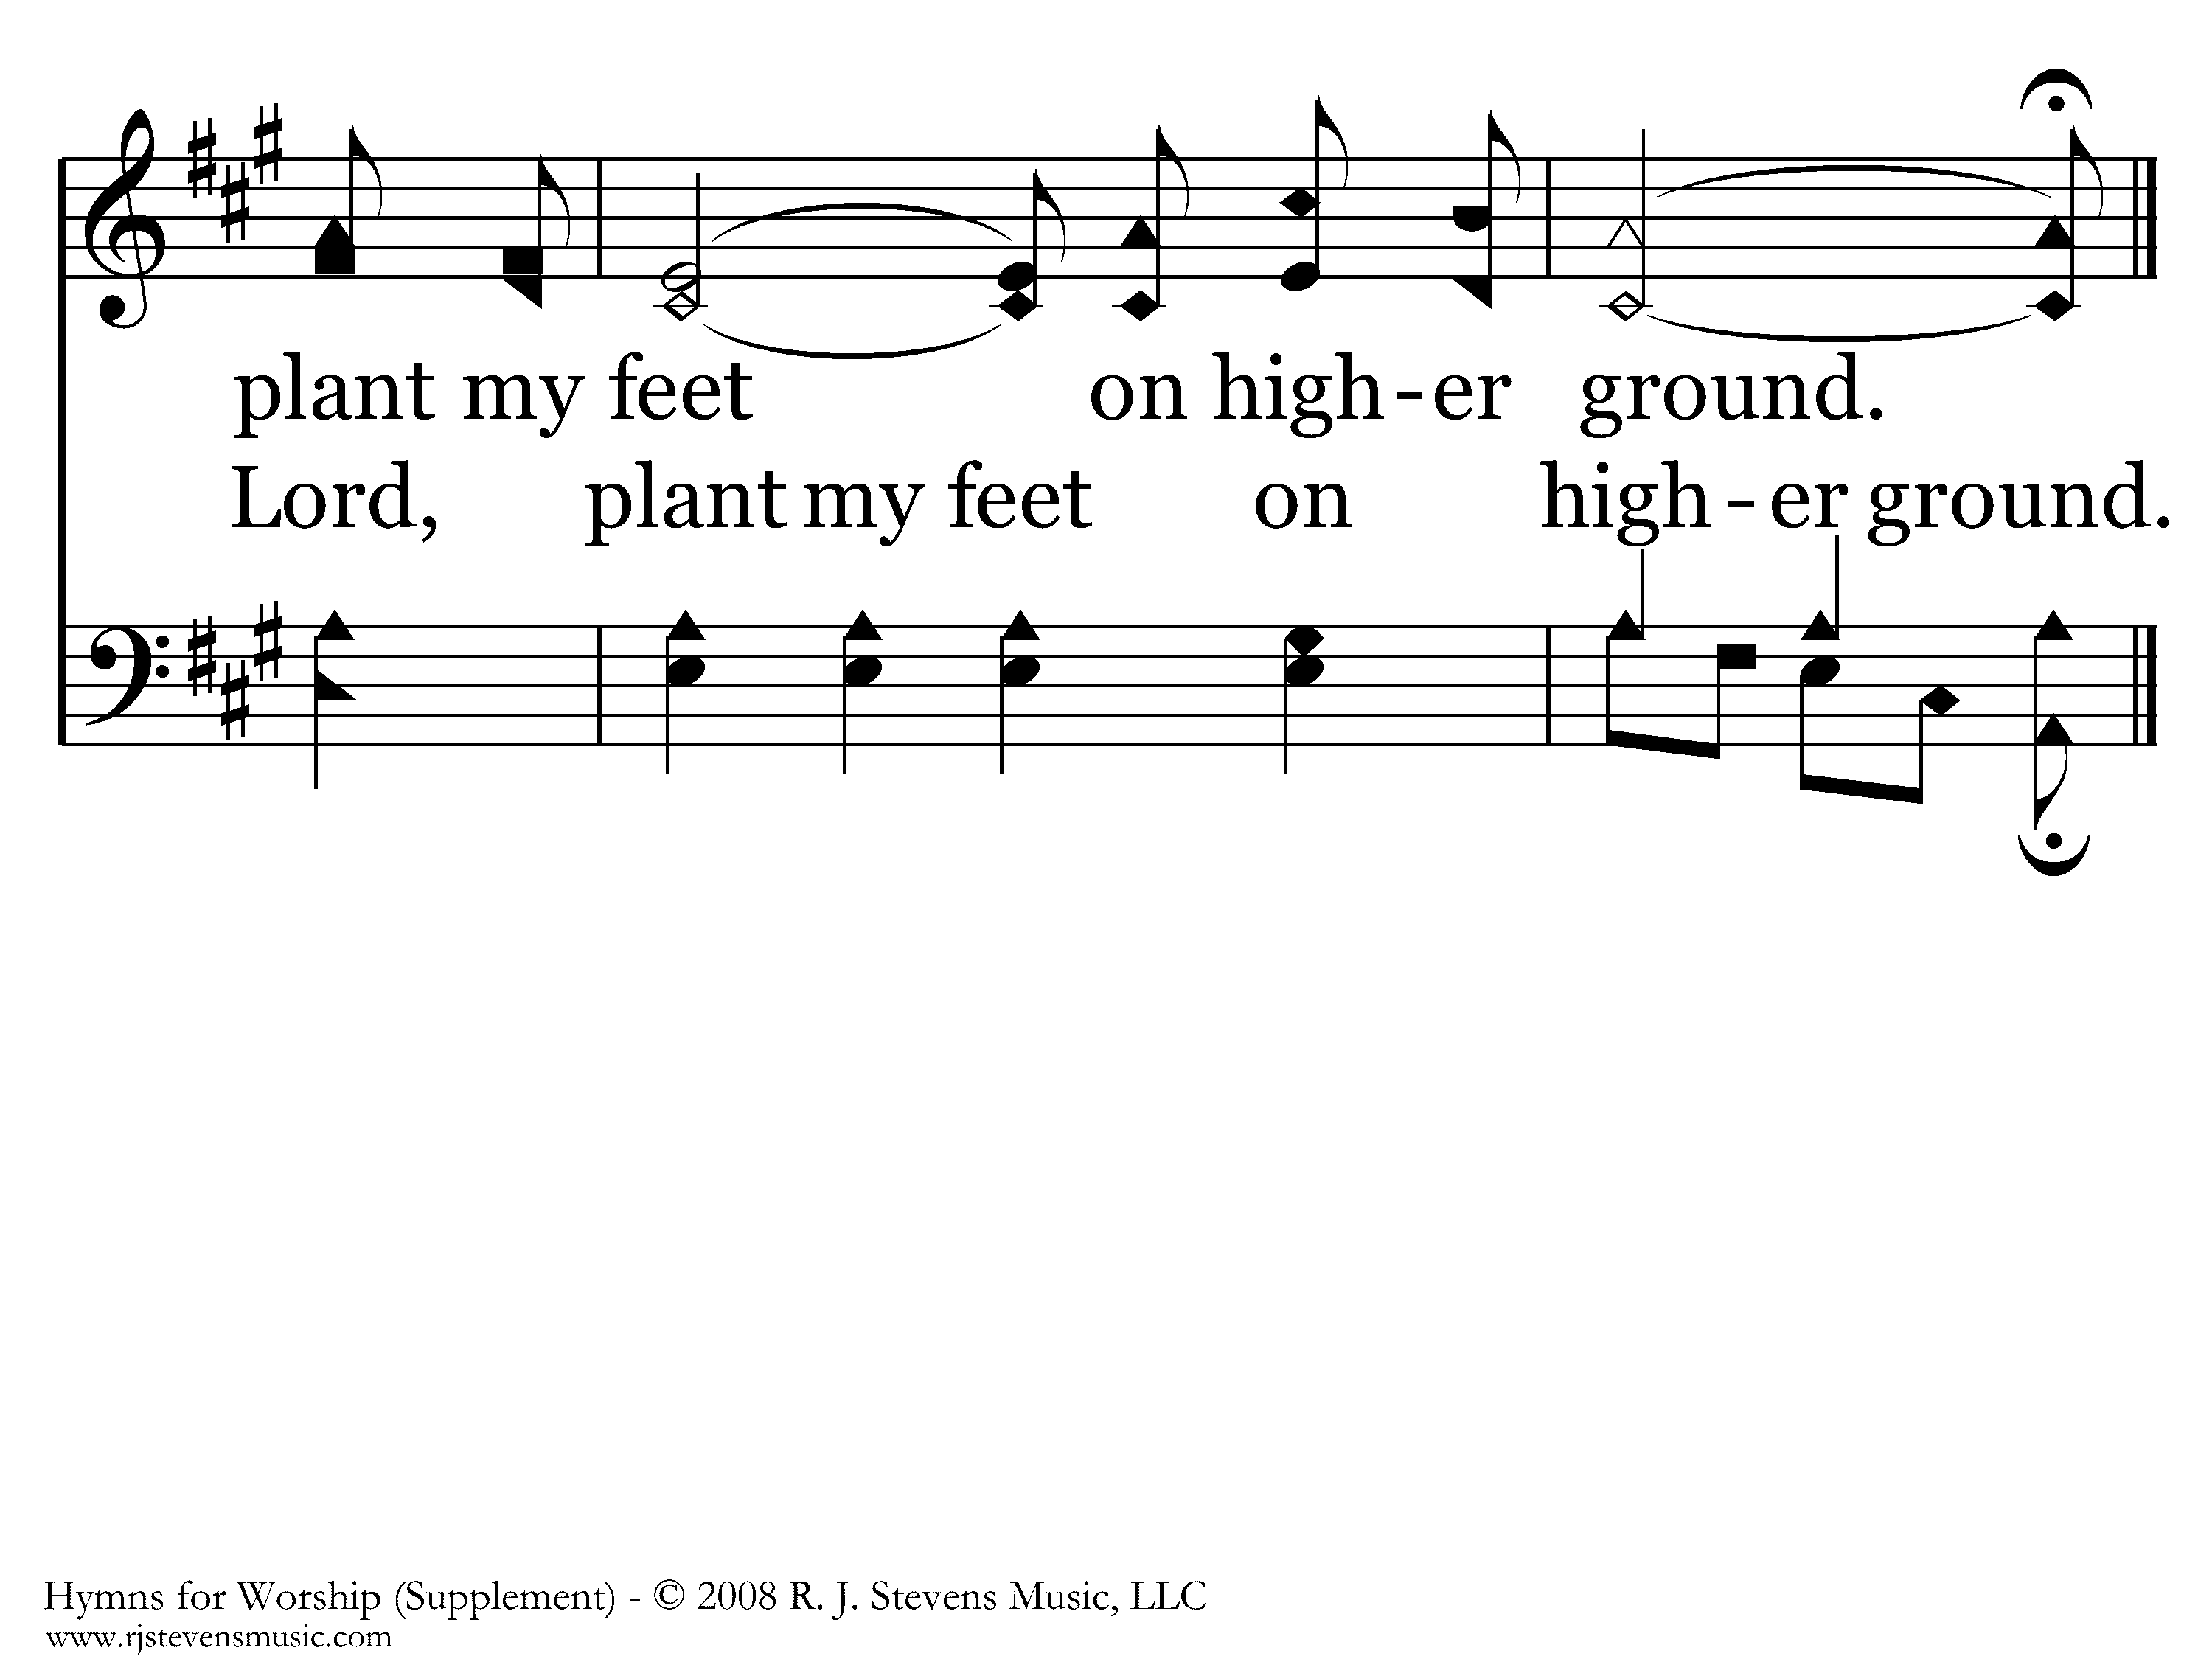 plant my feet on high-er ground.
Lord, plant my feet on high-er ground.
Hymns for Worship (Supplement) - © 2008 R. J. Stevens Music, LLC
www.rjstevensmusic.com